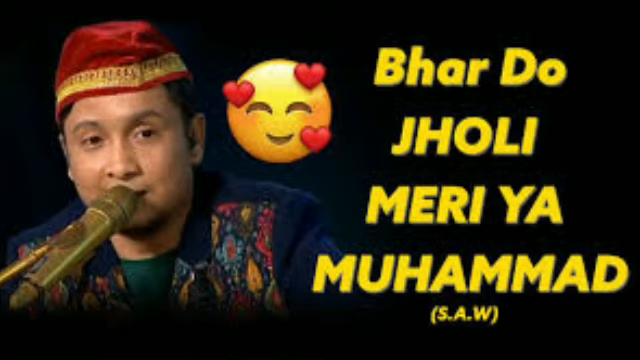 Bhar Do
JHOLI
MERI YA
MUHAMMAD
(S.A.W)